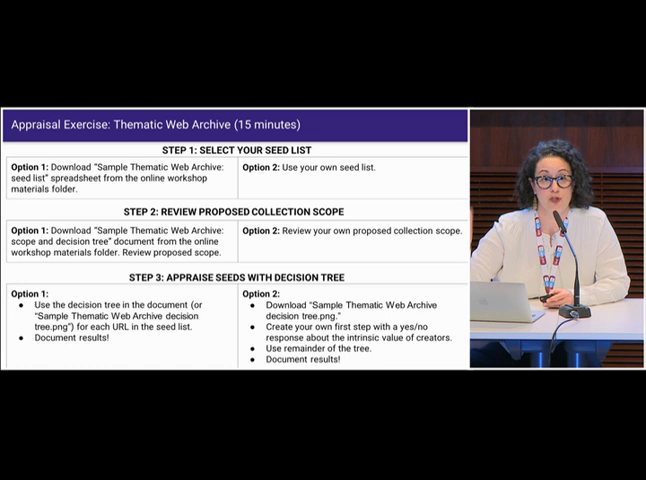 Appraisal Exercise: Thematic Web Archive (15 minutes)
STEP 1: SELECT YOUR SEED LIST
Option 1: Download "Sample Thematic Web Archive:
seed list" spreadsheet from the online workshop
materials folder.
Option 2: Use your own seed list.
STEP 2: REVIEW PROPOSED COLLECTION SCOPE
Option 1: Download "Sample Thematic Web Archive:
scope and decision tree" document from the online
workshop materials folder. Review proposed scope.
Option 2: Review your own proposed collection scope.
STEP 3: APPRAISE SEEDS WITH DECISION TREE
Option 1:
● Use the decision tree in the document (or
"Sample Thematic Web Archive decision
tree.png") for each URL in the seed list.
● Document results!
Option 2:
● Download "Sample Thematic Web Archive
decision tree.png."
● Create your own first step with a yes/no
response about the intrinsic value of creators.
● Use remainder of the tree.
● Document results!